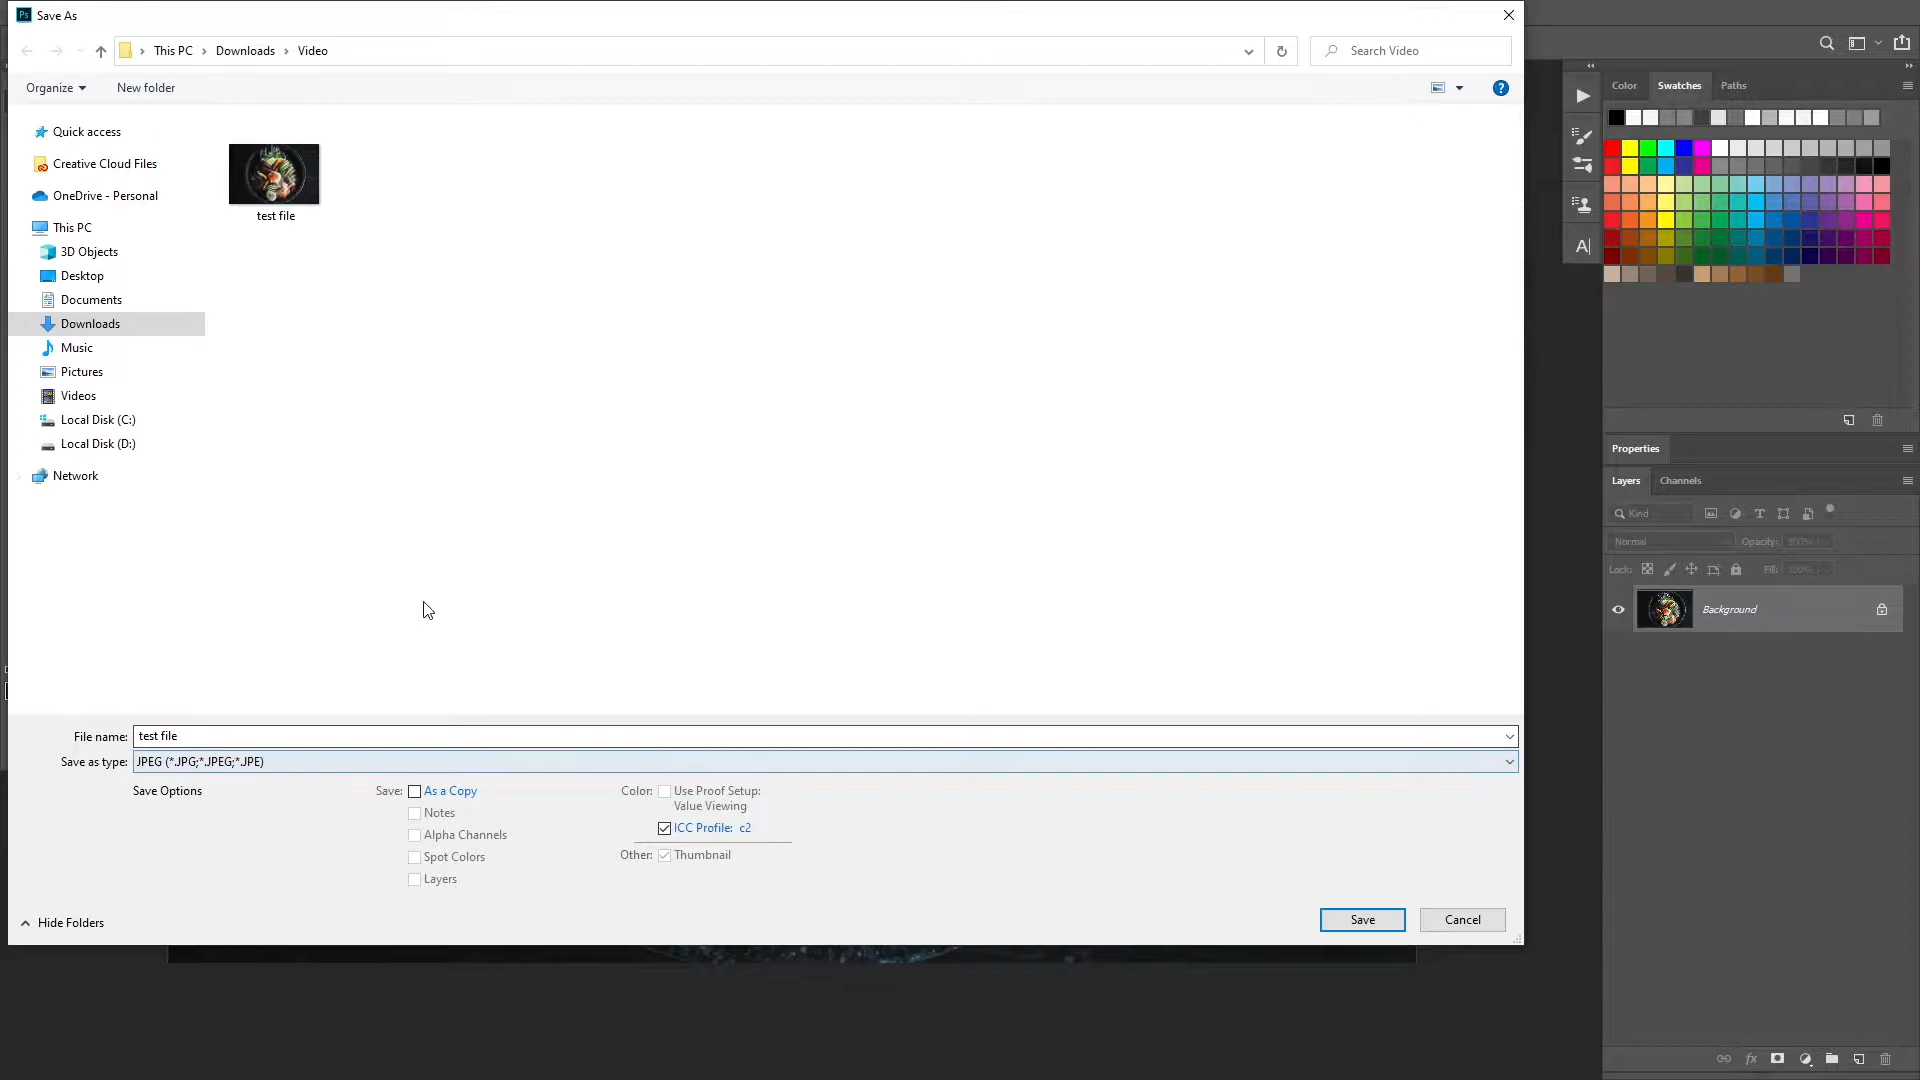 Ps Save As
This PC Downloads Video
Search Video
Organize New folder
Quick access
Creative Cloud Files
OneDrive - Personal
This PC
3D Objects
Desktop
Documents
Downloads
Music
Pictures
Videos
Local Disk (C:)
Local Disk (D:)
Network
test file
File name: test file
Save as type: JPEG (*.JPG;*.JPEG;*.JPE)
Save Options
Save: As a Copy
Notes
Alpha Channels
Spot Colors
Layers
Color: Use Proof Setup:
Value Viewing
ICC Profile: c2
Other: Thumbnail
Hide Folders
Save Cancel
Color Swatches Paths
Properties
Layers Channels
Kind
Normal Opacity: 100%
Lock: Fill: 100%
Background
fx